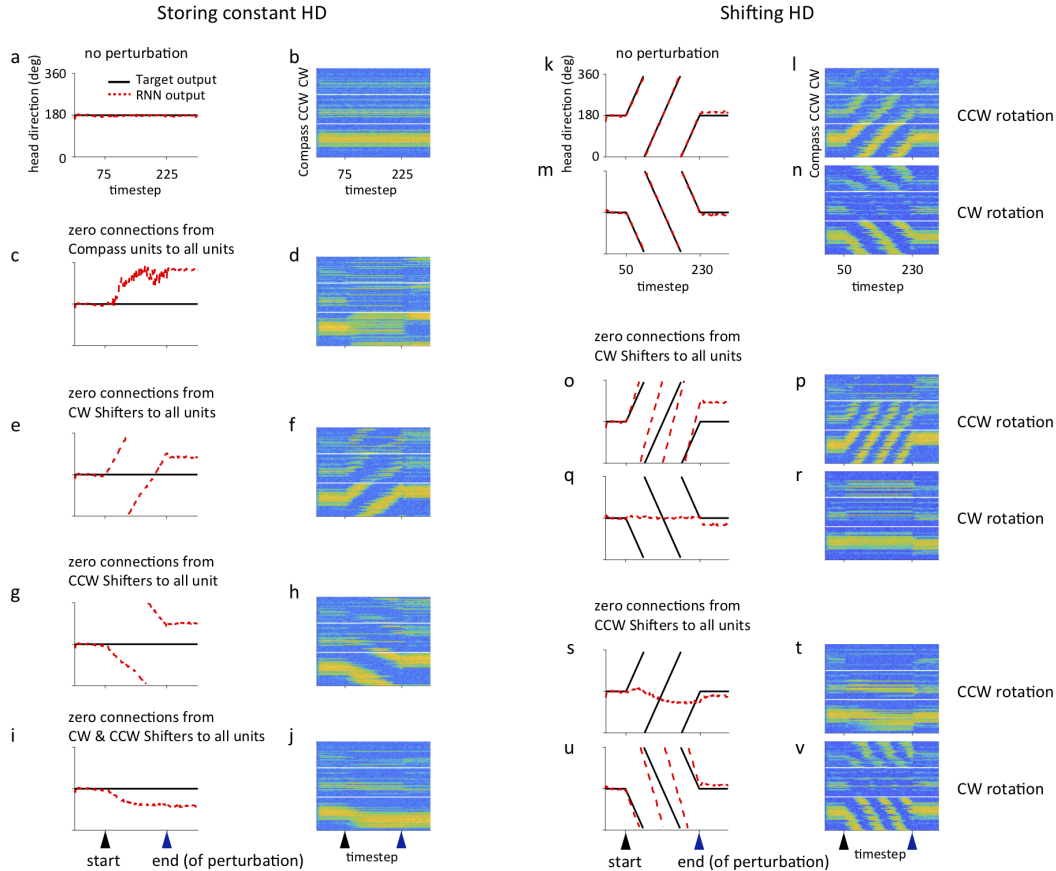 Storing constant HD
Shifting HD
a
no perturbation
b
360
180
0
head direction (deg)
Target output
RNN output
75
225
timestep
Compass CCW CW
75
225
timestep
no perturbation
k
360
180
0
head direction (deg)
l
Compass CCW CW
CCW rotation
m
n
CW rotation
50
230
timestep
50
230
timestep
zero connections from
Compass units to all units
c
d
zero connections from
CW Shifters to all units
e
f
zero connections from
CCW Shifters to all unit
g
h
zero connections from
CW & CCW Shifters to all units
i
j
start
end (of perturbation)
timestep
zero connections from
CW Shifters to all units
o
p
CCW rotation
q
r
CW rotation
zero connections from
CCW Shifters to all units
s
t
CCW rotation
u
v
CW rotation
start
end (of perturbation)
timestep